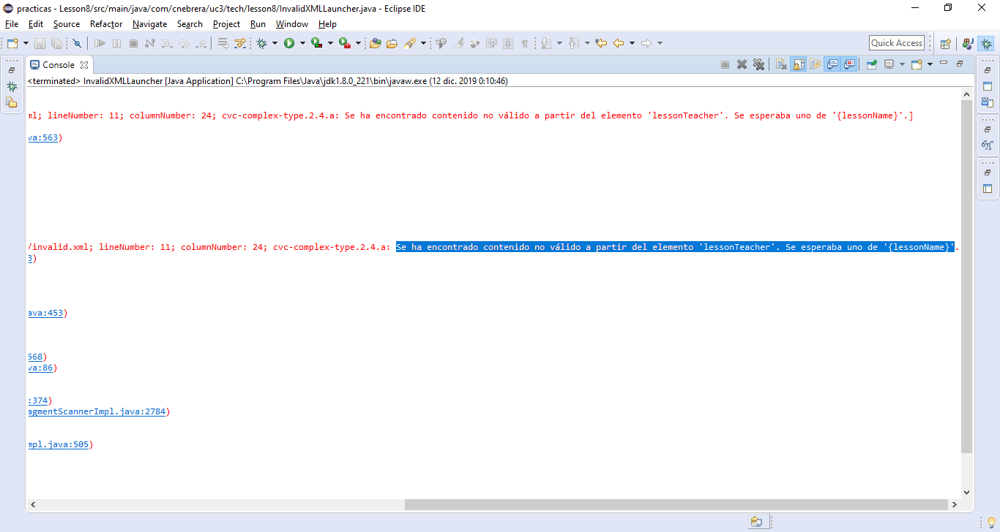 practicas - Lesson8/src/main/java/com/cnebrera/uc3/tech/lesson8/InvalidXMLLauncher.java - Eclipse IDE
File Edit Source Refactor Navigate Search Project Run Window Help
Quick Access
Console
<terminated> InvalidXMLLauncher [Java Application] C:\Program Files\Java\jdk1.8.0_221\bin\javaw.exe (12 dic. 2019 0:10:46)
ml; lineNumber: 11; columnNumber: 24; cvc-complex-type.2.4.a: Se ha encontrado contenido no válido a partir del elemento 'lessonTeacher'. Se esperaba uno de '{lessonName}'.]
va:563)
/invalid.xml; lineNumber: 11; columnNumber: 24; cvc-complex-type.2.4.a: Se ha encontrado contenido no válido a partir del elemento 'lessonTeacher'. Se esperaba uno de '{lessonName}'.
3)
ava:453)
568)
va:86)
:374)
agmentScannerImpl.java:2784)
mpl.java:505)